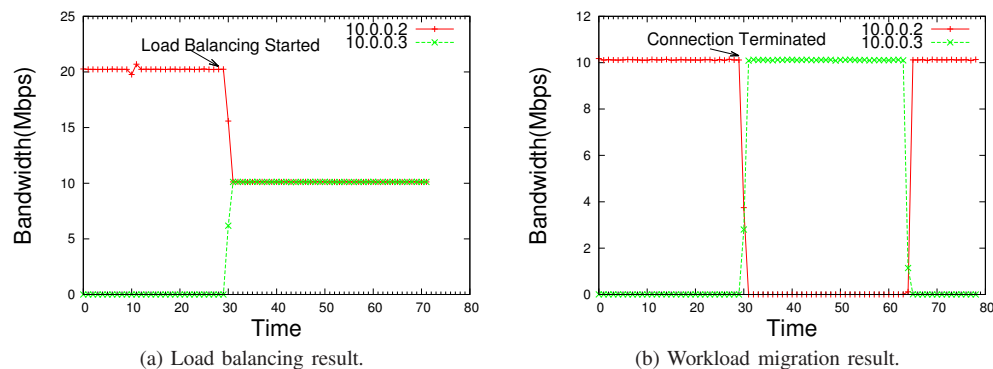 25
20
15
10
5
0
0 10 20 30 40 50 60 70 80
Bandwidth(Mbps)
Time
Load Balancing Started
10.0.0.2
10.0.0.3
(a) Load balancing result.
12
10
8
6
4
2
0
0 10 20 30 40 50 60 70 80
Bandwidth(Mbps)
Time
Connection Terminated
10.0.0.2
10.0.0.3
(b) Workload migration result.